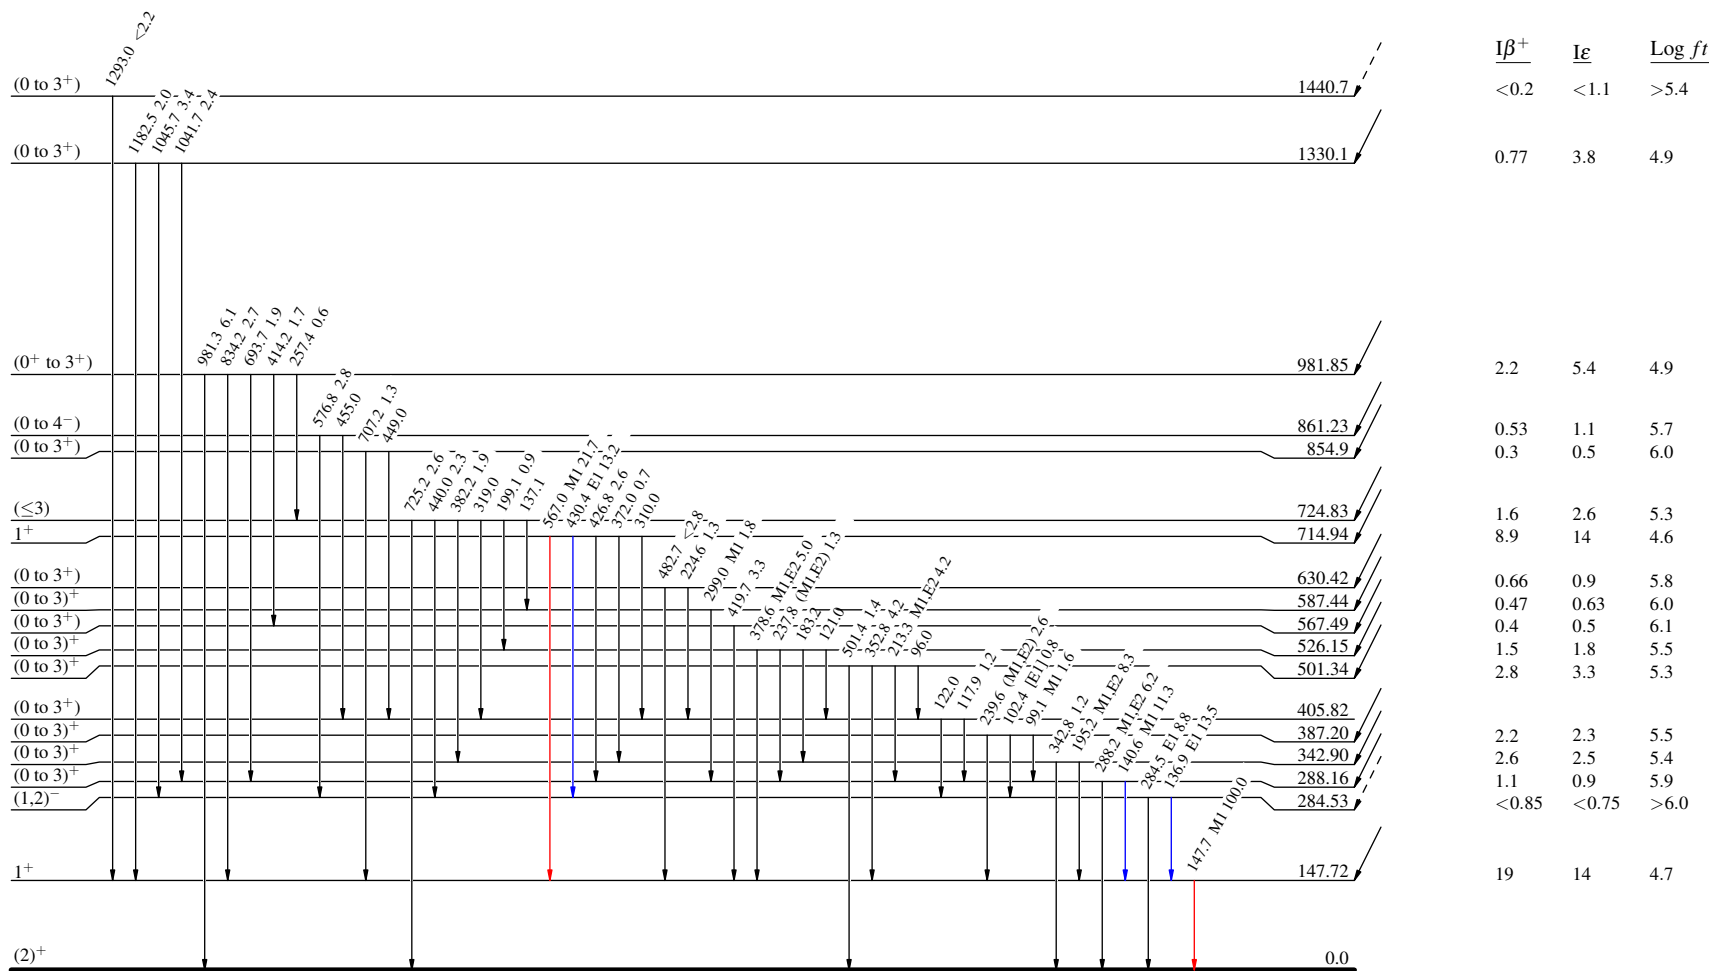 Iβ⁺ Iε Log ft
1293.0 <2.2
(0 to 3⁺) 1440.7 <0.2 <1.1 >5.4
1182.5 2.0
1045.7 3.4
1041.7 2.4
(0 to 3⁺) 1330.1 0.77 3.8 4.9
981.3 6.1
834.2 2.7
693.7 1.9
414.2 1.7
257.4 0.6
(0⁺ to 3⁺) 981.85 2.2 5.4 4.9
576.8 2.8
455.0
(0 to 4⁻) 861.23 0.53 1.1 5.7
707.2 1.3
449.0
(0 to 3⁺) 854.9 0.3 0.5 6.0
725.2 2.6
440.0 2.3
382.2 1.9
319.0
199.1 0.9
137.1
(≤3) 724.83 1.6 2.6 5.3
567.0 M1 21.7
430.4 E1 13.2
426.8 2.6
372.0 0.7
310.0
1⁺ 714.94 8.9 14 4.6
482.7 <2.8
224.6 1.3
(0 to 3⁺) 630.42 0.66 0.9 5.8
299.0 M1 1.8
(0 to 3)⁺ 587.44 0.47 0.63 6.0
419.7 3.3
(0 to 3⁺) 567.49 0.4 0.5 6.1
378.6 M1,E2 5.0
237.8 (M1,E2) 1.3
183.2
121.0
(0 to 3)⁺ 526.15 1.5 1.8 5.5
501.4 1.4
352.8 4.2
213.3 M1,E2 4.2
96.0
(0 to 3)⁺ 501.34 2.8 3.3 5.3
122.0
117.9 1.2
(0 to 3⁺) 405.82
239.6 (M1,E2) 2.6
102.4 [E1] 0.8
99.1 M1 1.6
(0 to 3)⁺ 387.20 2.2 2.3 5.5
342.8 1.2
195.2 M1,E2 8.3
(0 to 3)⁺ 342.90 2.6 2.5 5.4
288.2 M1,E2 6.2
140.6 M1 11.3
(0 to 3)⁺ 288.16 1.1 0.9 5.9
284.5 E1 8.8
136.9 E1 13.5
(1,2)⁻ 284.53 <0.85 <0.75 >6.0
147.7 M1 100.0
1⁺ 147.72 19 14 4.7
(2)⁺ 0.0